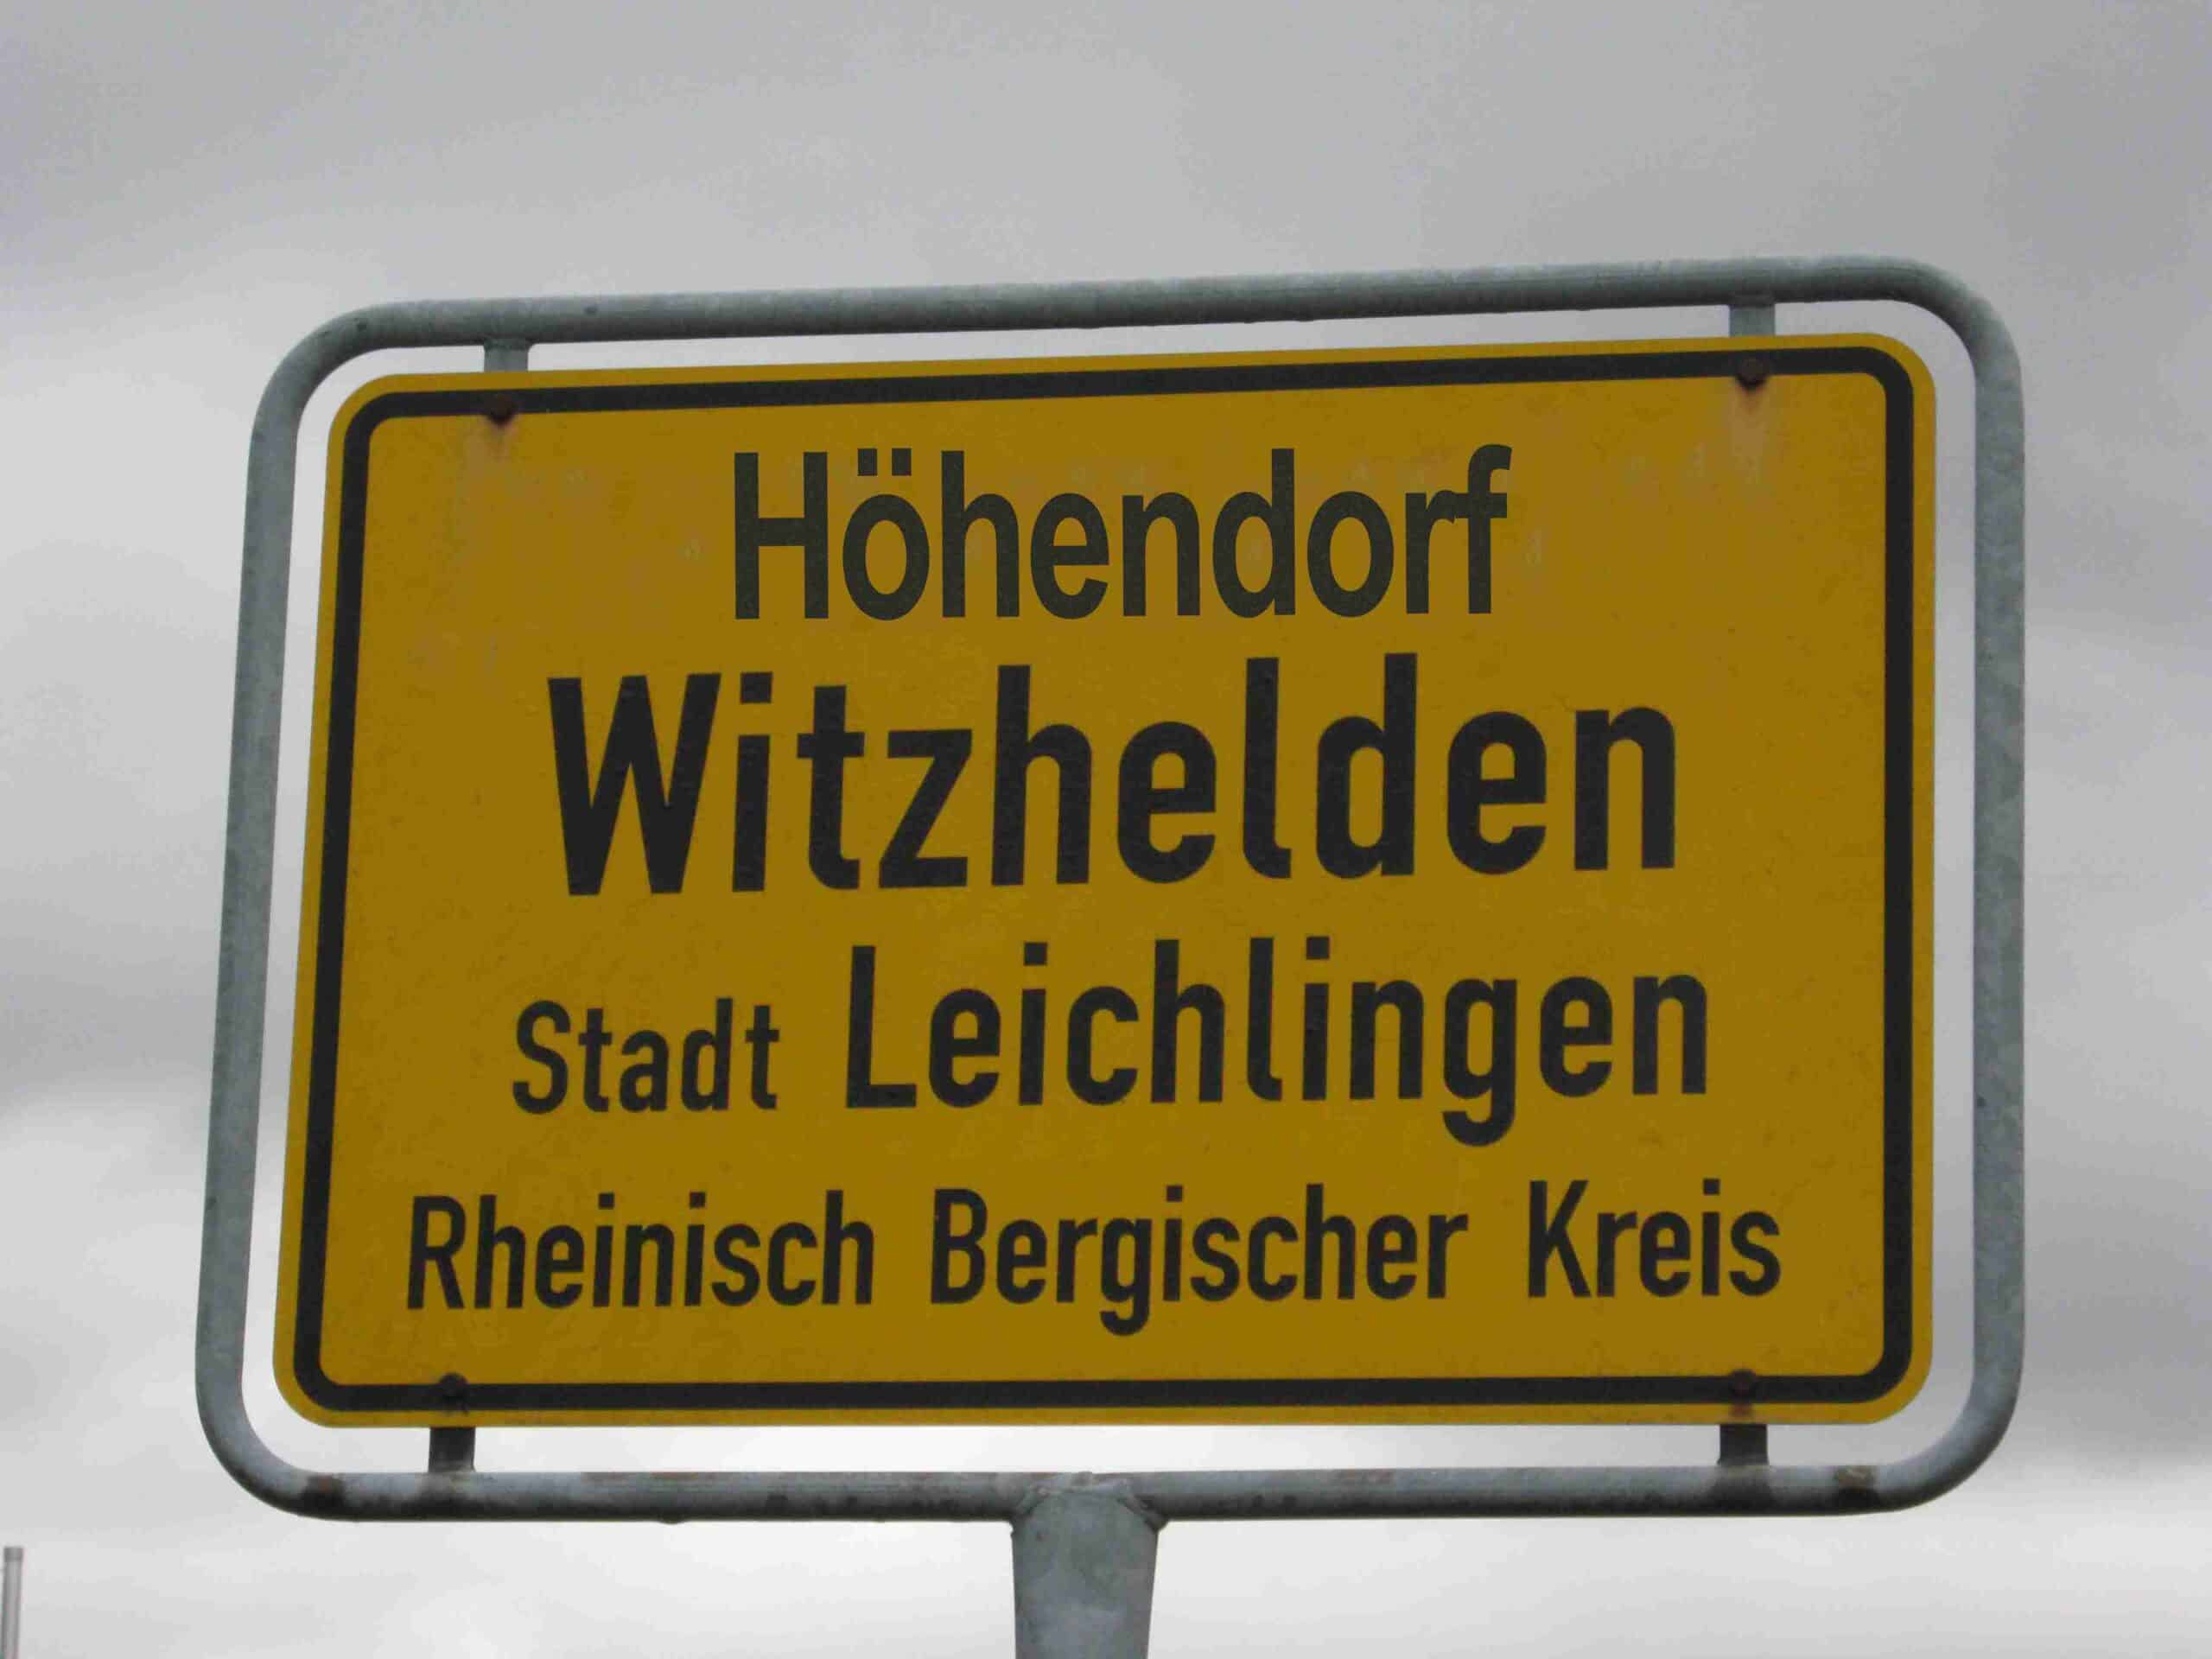 Höhendorf
Witzhelden
Stadt Leichlingen
Rheinisch Bergischer Kreis